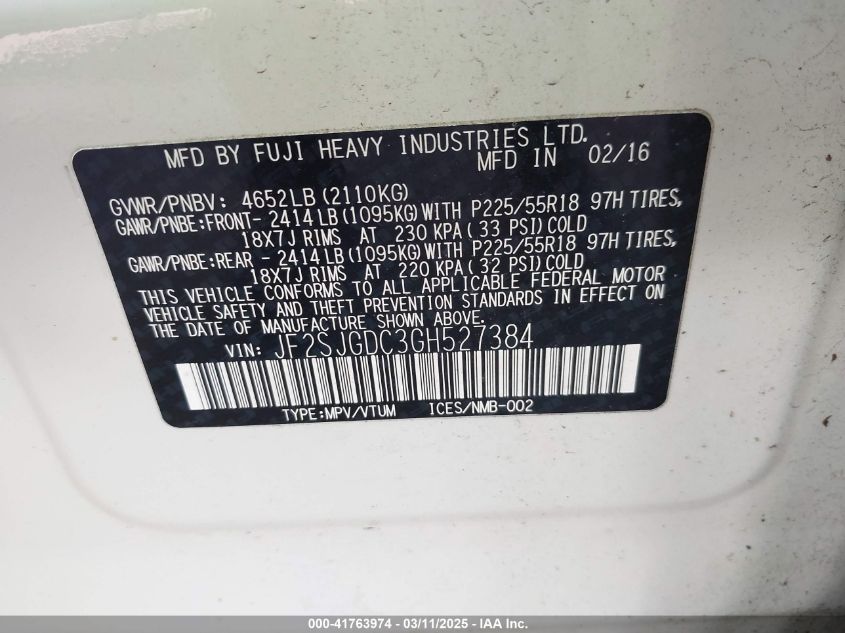 MFD BY FUJI HEAVY INDUSTRIES LTD.
MFD IN 02/16
GVWR/PNBV: 4652LB (2110KG)
GAWR/PNBE:FRONT- 2414LB (1095KG) WITH P225/55R18 97H TIRES,
18X7J RIMS AT 230 KPA( 33 PSI) COLD
GAWR/PNBE:REAR - 2414LB (1095KG) WITH P225/55R18 97H TIRES,
18X7J RIMS AT 220 KPA( 32 PSI) COLD
THIS VEHICLE CONFORMS TO ALL APPLICABLE FEDERAL MOTOR
VEHICLE SAFETY AND THEFT PREVENTION STANDARDS IN EFFECT ON
THE DATE OF MANUFACTURE SHOWN ABOVE.
VIN: JF2SJGDC3GH527384
TYPE:MPV/VTUM ICES/NMB-002
000-41763974 - 03/11/2025 - IAA Inc.